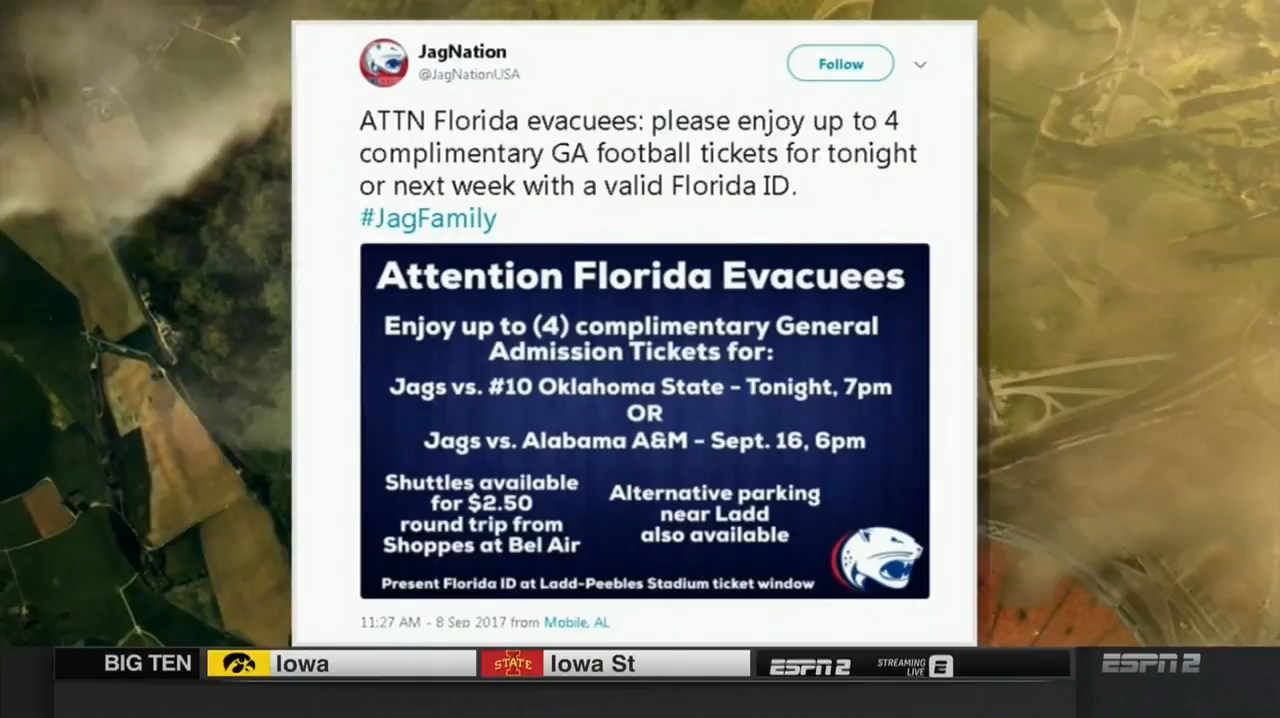 JagNation
@JagNationUSA
Follow
ATTN Florida evacuees: please enjoy up to 4
complimentary GA football tickets for tonight
or next week with a valid Florida ID.
#JagFamily
Attention Florida Evacuees
Enjoy up to (4) complimentary General
Admission Tickets for:
Jags vs. #10 Oklahoma State - Tonight, 7pm
OR
Jags vs. Alabama A&M - Sept. 16, 6pm
Shuttles available
for $2.50
round trip from
Shoppes at Bel Air
Alternative parking
near Ladd
also available
Present Florida ID at Ladd-Peebles Stadium ticket window
11:27 AM - 8 Sep 2017 from Mobile, AL
BIG TEN Iowa STATE Iowa St ESPN2 STREAMING LIVE E ESPN2